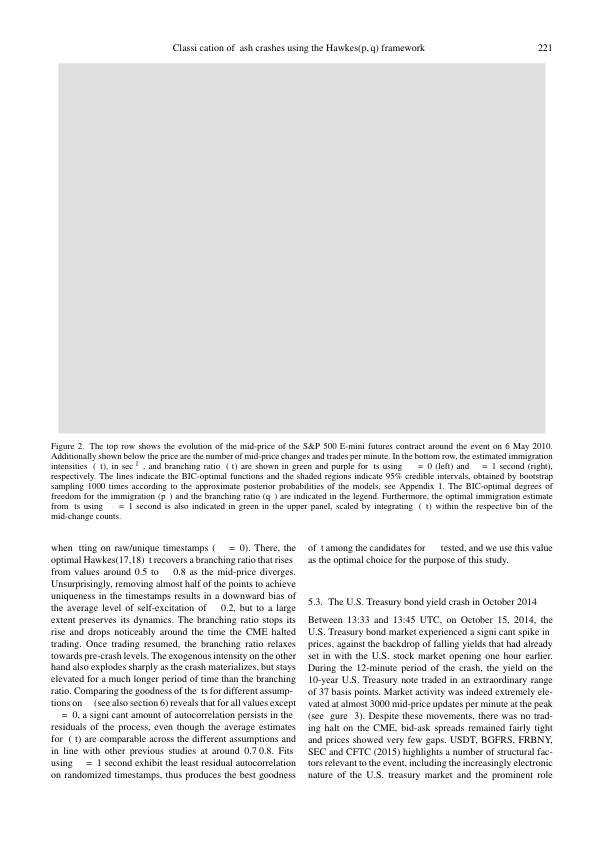 Classi cation of ash crashes using the Hawkes(p, q) framework
221
Figure 2. The top row shows the evolution of the mid-price of the S&P 500 E-mini futures contract around the event on 6 May 2010.
Additionally shown below the price are the number of mid-price changes and trades per minute. In the bottom row, the estimated immigration
intensities ( t), in sec 1 , and branching ratio ( t) are shown in green and purple for ts using = 0 (left) and = 1 second (right),
respectively. The lines indicate the BIC-optimal functions and the shaded regions indicate 95% credible intervals, obtained by bootstrap
sampling 1000 times according to the approximate posterior probabilities of the models, see Appendix 1. The BIC-optimal degrees of
freedom for the immigration (p ) and the branching ratio (q ) are indicated in the legend. Furthermore, the optimal immigration estimate
from ts using = 1 second is also indicated in green in the upper panel, scaled by integrating ( t) within the respective bin of the
mid-change counts.
when tting on raw/unique timestamps ( = 0). There, the
optimal Hawkes(17,18) t recovers a branching ratio that rises
from values around 0.5 to 0.8 as the mid-price diverges.
Unsurprisingly, removing almost half of the points to achieve
uniqueness in the timestamps results in a downward bias of
the average level of self-excitation of 0.2, but to a large
extent preserves its dynamics. The branching ratio stops its
rise and drops noticeably around the time the CME halted
trading. Once trading resumed, the branching ratio relaxes
towards pre-crash levels. The exogenous intensity on the other
hand also explodes sharply as the crash materializes, but stays
elevated for a much longer period of time than the branching
ratio. Comparing the goodness of the ts for different assump-
tions on (see also section 6) reveals that for all values except
= 0, a signi cant amount of autocorrelation persists in the
residuals of the process, even though the average estimates
for ( t) are comparable across the different assumptions and
in line with other previous studies at around 0.7 0.8. Fits
using = 1 second exhibit the least residual autocorrelation
on randomized timestamps, thus produces the best goodness
of t among the candidates for tested, and we use this value
as the optimal choice for the purpose of this study.
5.3. The U.S. Treasury bond yield crash in October 2014
Between 13:33 and 13:45 UTC, on October 15, 2014, the
U.S. Treasury bond market experienced a signi cant spike in
prices, against the backdrop of falling yields that had already
set in with the U.S. stock market opening one hour earlier.
During the 12-minute period of the crash, the yield on the
10-year U.S. Treasury note traded in an extraordinary range
of 37 basis points. Market activity was indeed extremely ele-
vated at almost 3000 mid-price updates per minute at the peak
(see gure 3). Despite these movements, there was no trad-
ing halt on the CME, bid-ask spreads remained fairly tight
and prices showed very few gaps. USDT, BGFRS, FRBNY,
SEC and CFTC (2015) highlights a number of structural fac-
tors relevant to the event, including the increasingly electronic
nature of the U.S. treasury market and the prominent role